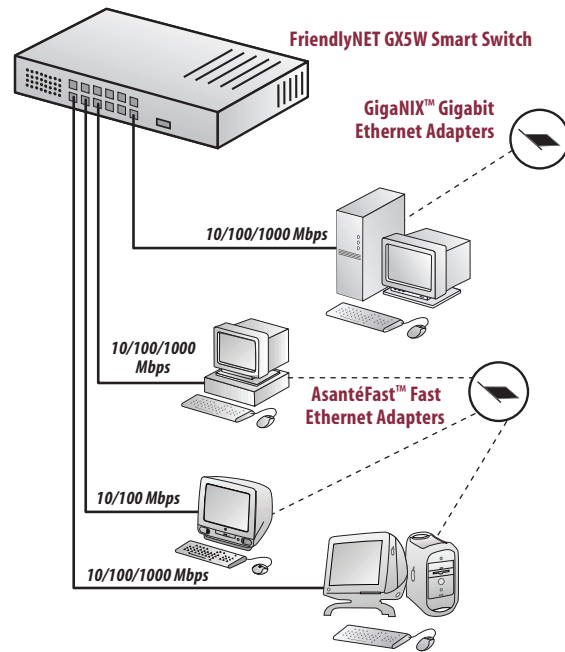 FriendlyNET GX5W Smart Switch
GigaNIX™ Gigabit
Ethernet Adapters
10/100/1000 Mbps
10/100/1000
Mbps
AsantéFast™ Fast
Ethernet Adapters
10/100 Mbps
10/100/1000 Mbps